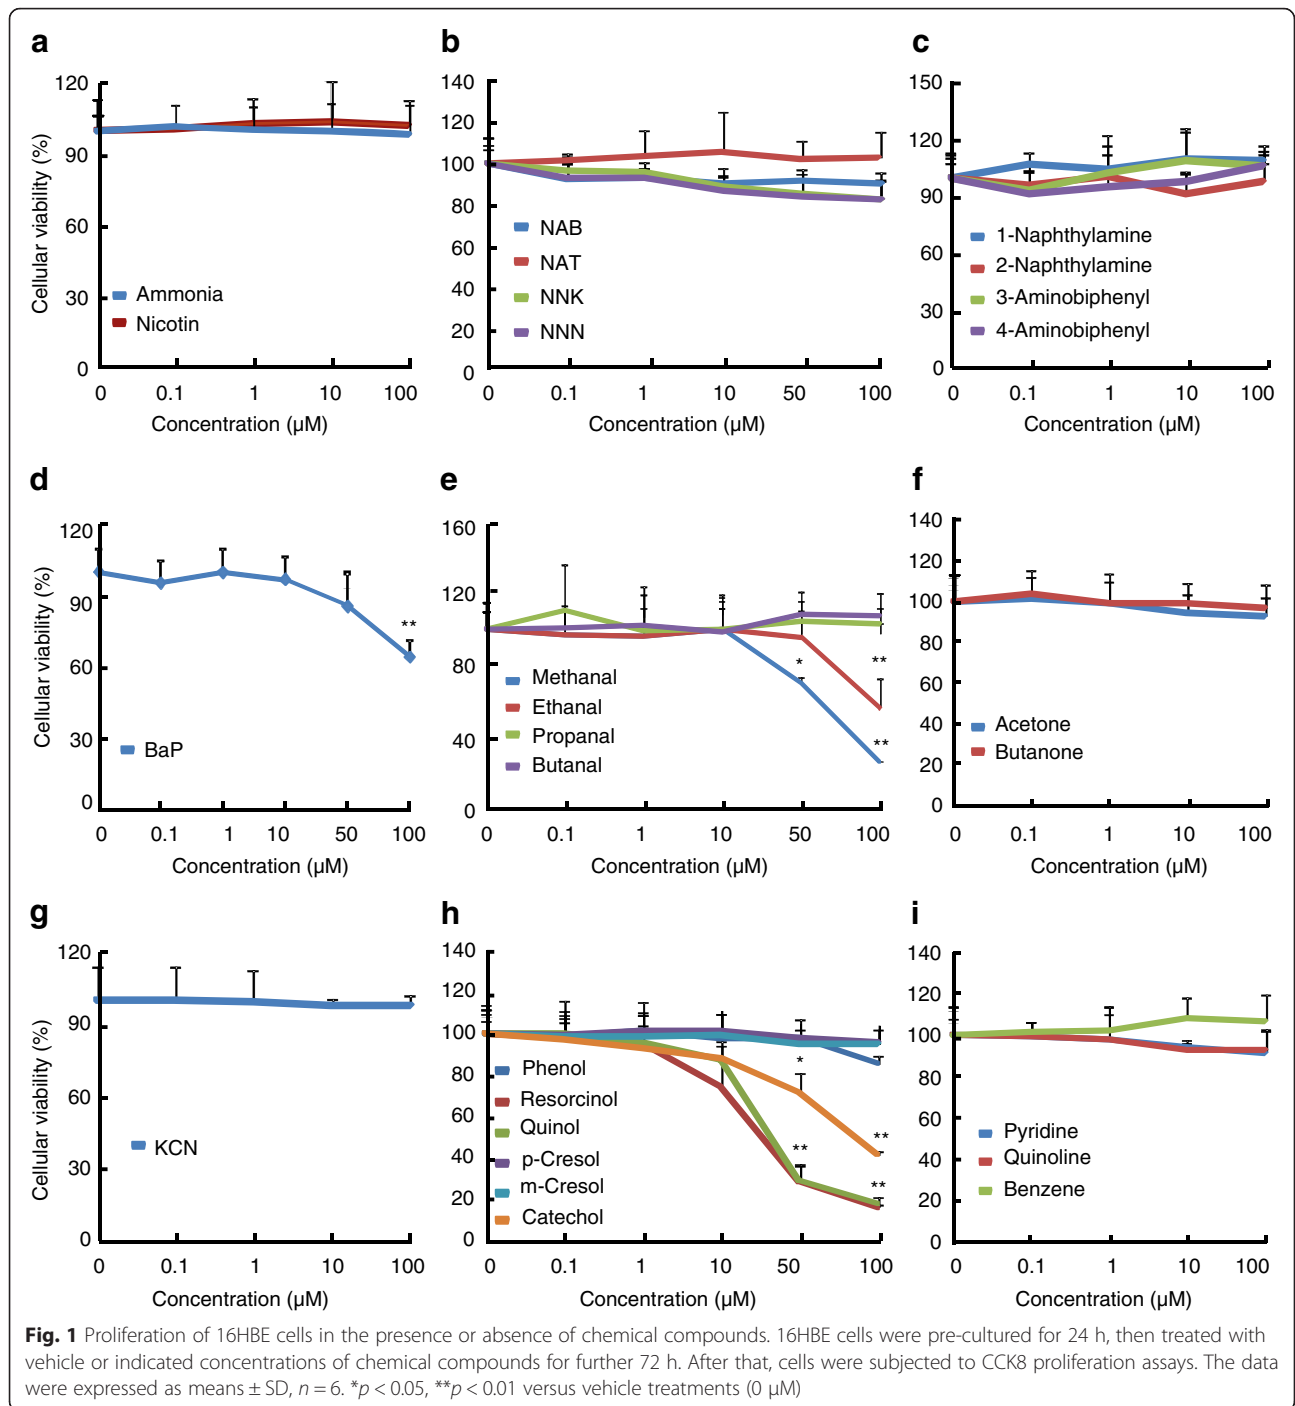 a
120
90
60
30
0
Cellular viability (%)
Ammonia
Nicotin
0 0.1 1 10 100
Concentration (µM)
b
140
120
100
80
60
40
20
0
NAB
NAT
NNK
NNN
0 0.1 1 10 50 100
Concentration (µM)
c
150
120
90
60
30
0
1-Naphthylamine
2-Naphthylamine
3-Aminobiphenyl
4-Aminobiphenyl
0 0.1 1 10 100
Concentration (µM)
d
120
90
60
30
0
Cellular viability (%)
**
BaP
0 0.1 1 10 50 100
Concentration (µM)
e
160
120
80
40
0
*
**
**
Methanal
Ethanal
Propanal
Butanal
0 0.1 1 10 50 100
Concentration (µM)
f
140
120
100
80
60
40
20
0
Acetone
Butanone
0 0.1 1 10 100
Concentration (µM)
g
120
90
60
30
0
Cellular viability (%)
KCN
0 0.1 1 10 100
Concentration (µM)
h
140
120
100
80
60
40
20
0
*
**
**
**
Phenol
Resorcinol
Quinol
p-Cresol
m-Cresol
Catechol
0 0.1 1 10 50 100
Concentration (µM)
i
140
120
100
80
60
40
20
0
Pyridine
Quinoline
Benzene
0 0.1 1 10 100
Concentration (µM)
Fig. 1 Proliferation of 16HBE cells in the presence or absence of chemical compounds. 16HBE cells were pre-cultured for 24 h, then treated with
vehicle or indicated concentrations of chemical compounds for further 72 h. After that, cells were subjected to CCK8 proliferation assays. The data
were expressed as means ± SD, n = 6. *p < 0.05, **p < 0.01 versus vehicle treatments (0 µM)